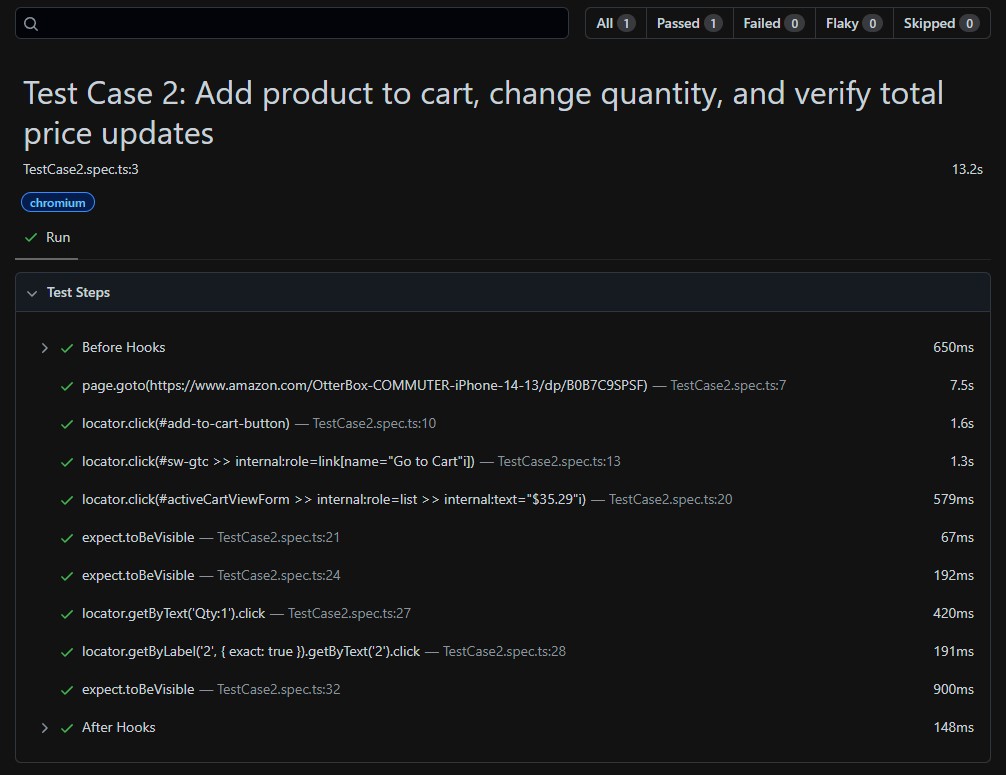 All 1 Passed 1 Failed 0 Flaky 0 Skipped 0
Test Case 2: Add product to cart, change quantity, and verify total
price updates
TestCase2.spec.ts:3 13.2s
chromium
Run
Test Steps
Before Hooks 650ms
page.goto(https://www.amazon.com/OtterBox-COMMUTER-iPhone-14-13/dp/B0B7C9SPSF) — TestCase2.spec.ts:7 7.5s
locator.click(#add-to-cart-button) — TestCase2.spec.ts:10 1.6s
locator.click(#sw-gtc >> internal:role=link[name="Go to Cart"i]) — TestCase2.spec.ts:13 1.3s
locator.click(#activeCartViewForm >> internal:role=list >> internal:text="$35.29"i) — TestCase2.spec.ts:20 579ms
expect.toBeVisible — TestCase2.spec.ts:21 67ms
expect.toBeVisible — TestCase2.spec.ts:24 192ms
locator.getByText('Qty:1').click — TestCase2.spec.ts:27 420ms
locator.getByLabel('2', { exact: true }).getByText('2').click — TestCase2.spec.ts:28 191ms
expect.toBeVisible — TestCase2.spec.ts:32 900ms
After Hooks 148ms